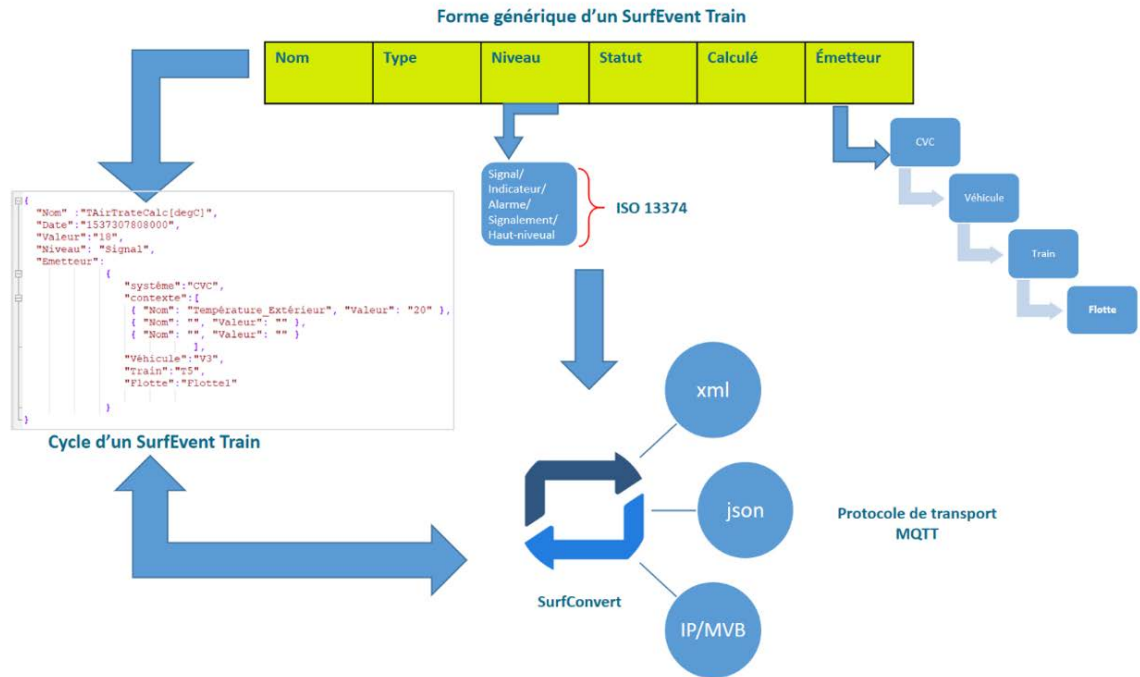 Forme générique d'un SurfEvent Train
Nom Type Niveau Statut Calculé Émetteur
CVC
Véhicule
Train
Flotte
Signal/
Indicateur/
Alarme/
Signalement/
Haut-niveual
ISO 13374
{
"Nom" :"TAirTrateCalc[degC]",
"Date":"1537307808000",
"Valeur":"18",
"Niveau": "Signal",
"Emetteur":
{
"système":"CVC",
"contexte":[
{ "Nom": "Température_Extérieur", "Valeur": "20" },
{ "Nom": "", "Valeur": "" },
{ "Nom": "", "Valeur": "" }
],
"Véhicule":"V3",
"Train":"T5",
"Flotte":"Flotte1"
}
}
Cycle d'un SurfEvent Train
xml
json
IP/MVB
SurfConvert
Protocole de transport
MQTT